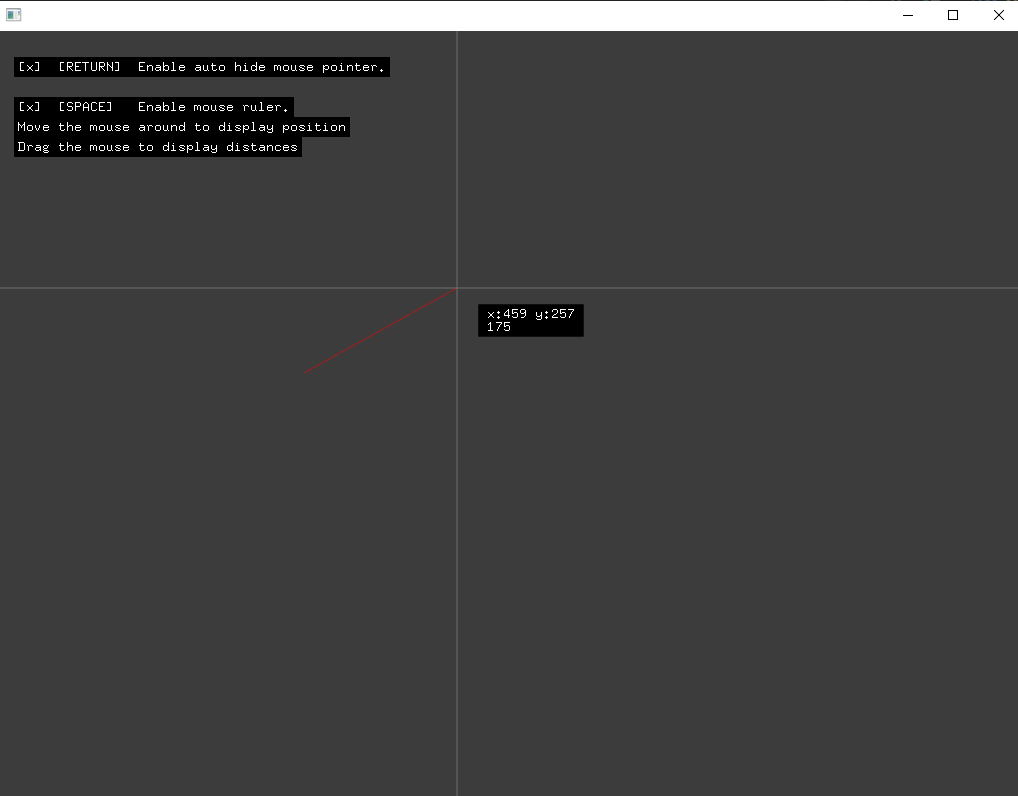 [x]  [RETURN]  Enable auto hide mouse pointer.
[x]  [SPACE]   Enable mouse ruler.
Move the mouse around to display position
Drag the mouse to display distances
x:459 y:257
175